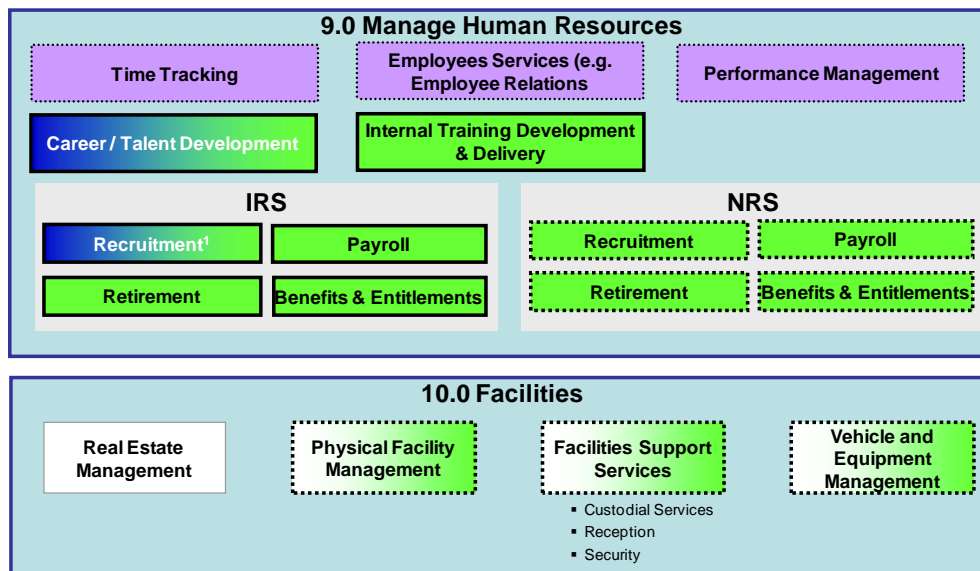 9.0 Manage Human Resources
Time Tracking
Employees Services (e.g.
Employee Relations
Performance Management
Career / Talent Development
Internal Training Development
& Delivery
IRS
Recruitment¹
Payroll
Retirement
Benefits & Entitlements
NRS
Recruitment
Payroll
Retirement
Benefits & Entitlements
10.0 Facilities
Real Estate
Management
Physical Facility
Management
Facilities Support
Services
▪ Custodial Services
▪ Reception
▪ Security
Vehicle and
Equipment
Management